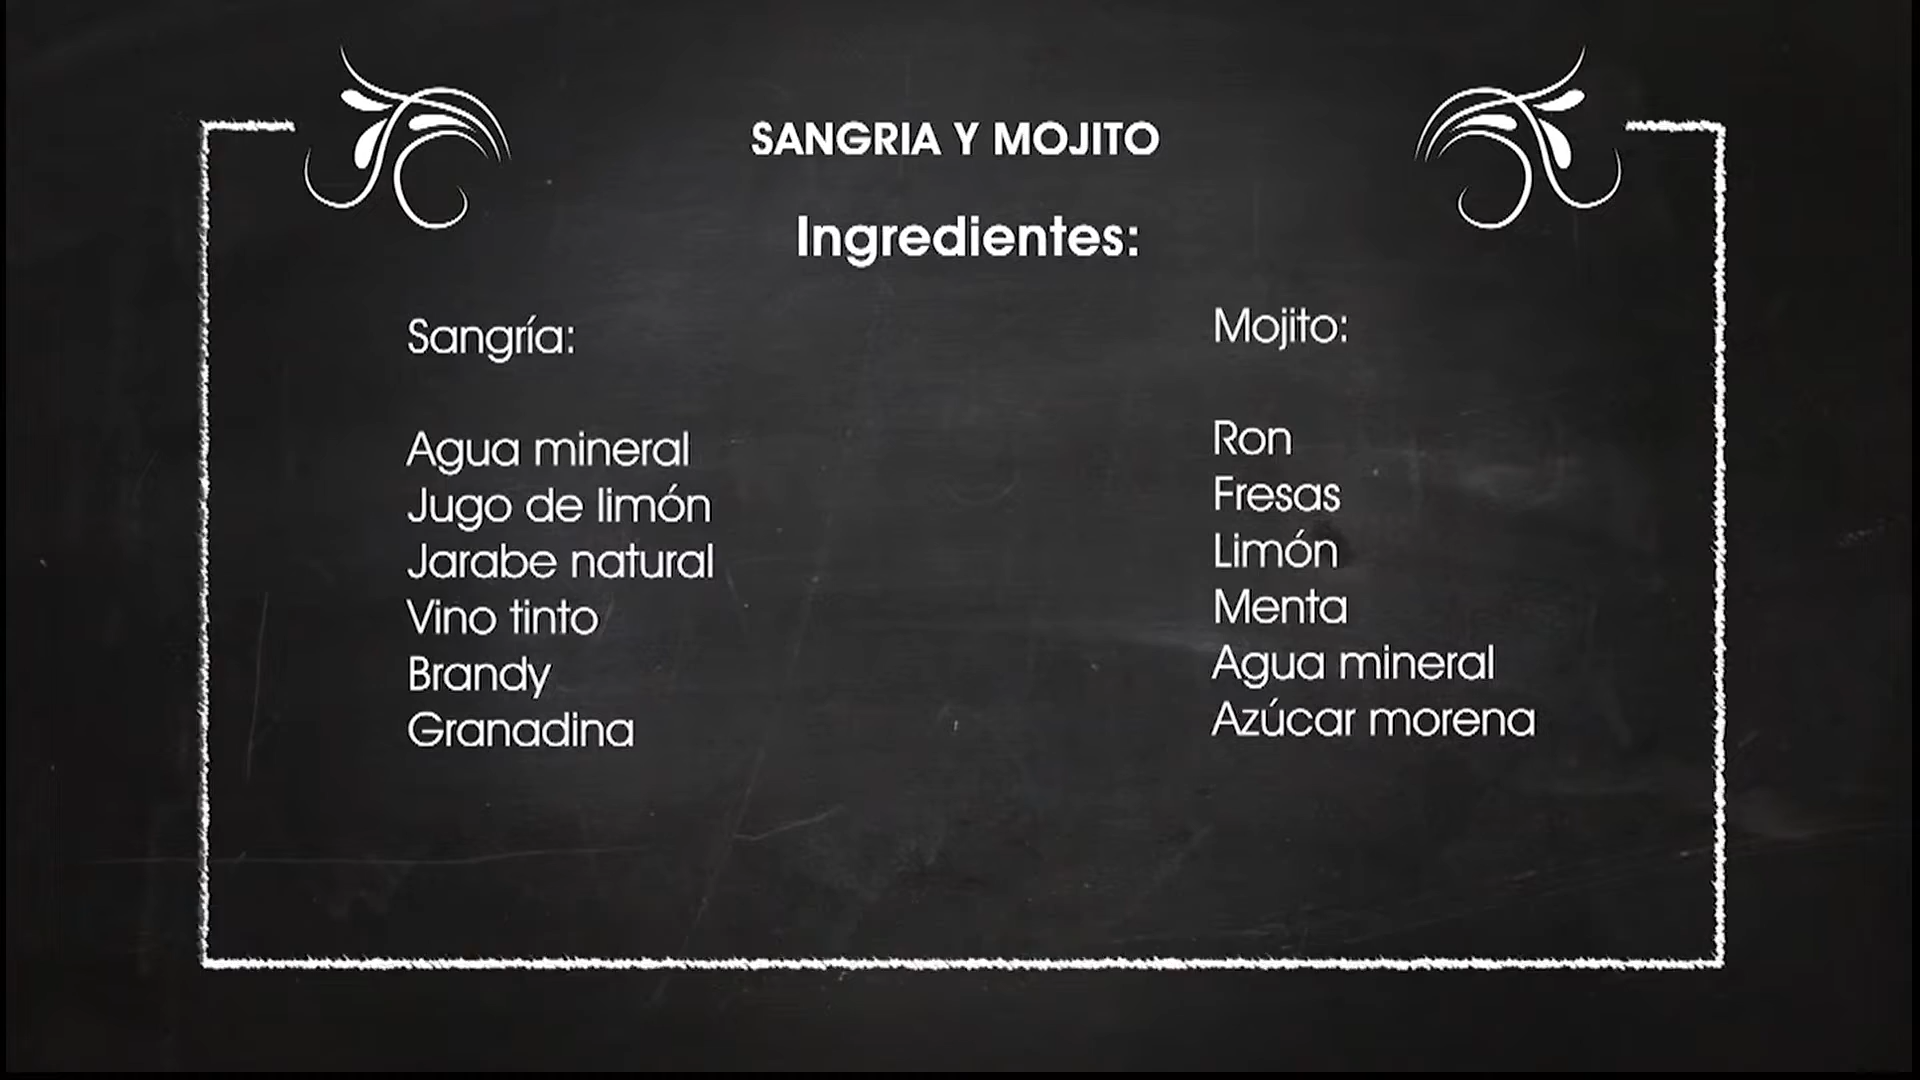 SANGRIA Y MOJITO
Ingredientes:
Sangría:
Agua mineral
Jugo de limón
Jarabe natural
Vino tinto
Brandy
Granadina
Mojito:
Ron
Fresas
Limón
Menta
Agua mineral
Azúcar morena